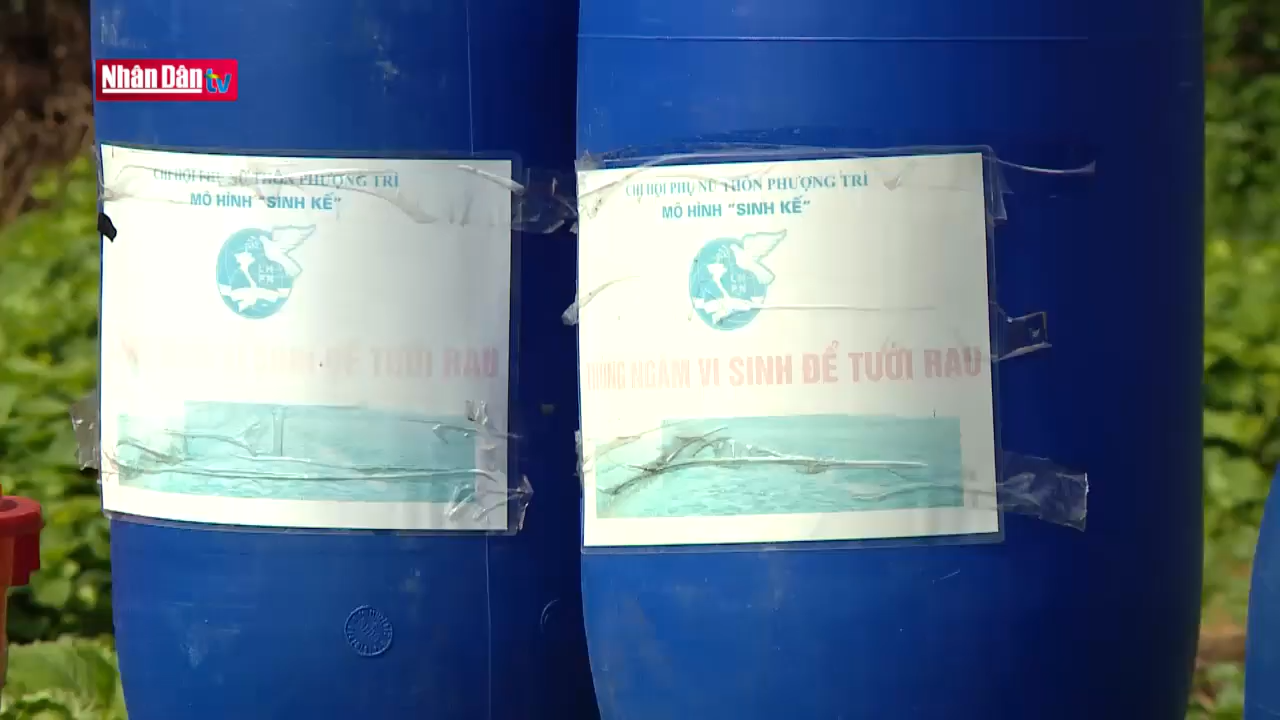 Nhân Dân tv
CHI HỘI PHỤ NỮ THÔN PHƯỢNG TRÌ
MÔ HÌNH "SINH KẾ"
ĐỂ TƯỚI RAU
CHI HỘI PHỤ NỮ THÔN PHƯỢNG TRÌ
MÔ HÌNH "SINH KẾ"
THÙNG NGÂM VI SINH ĐỂ TƯỚI RAU